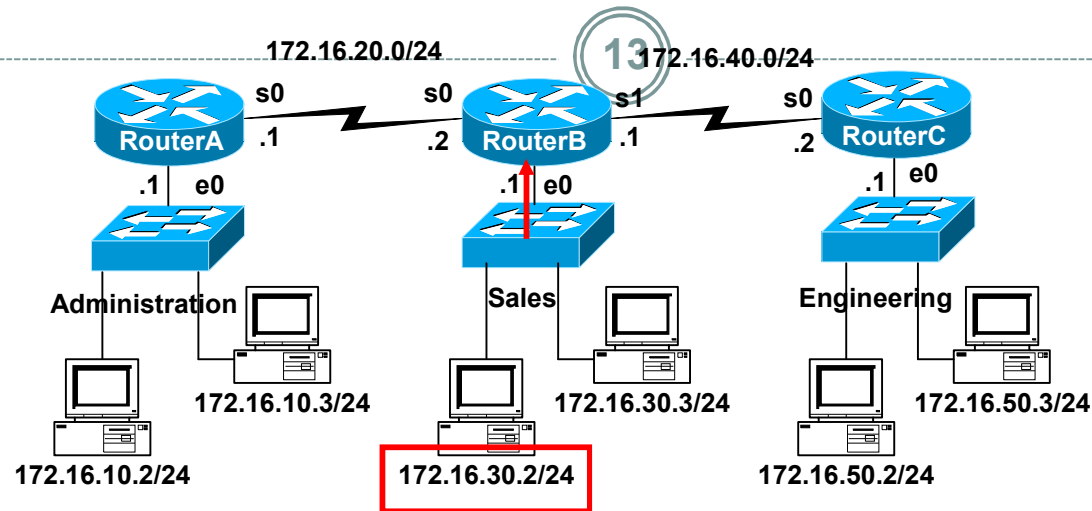 13
172.16.20.0/24
172.16.40.0/24
s0 s0 s1 s0
RouterA .1 .2 RouterB .1 .2 RouterC
.1 e0 .1 e0 .1 e0
Administration Sales Engineering
172.16.10.3/24 172.16.30.3/24 172.16.50.3/24
172.16.10.2/24 172.16.30.2/24 172.16.50.2/24